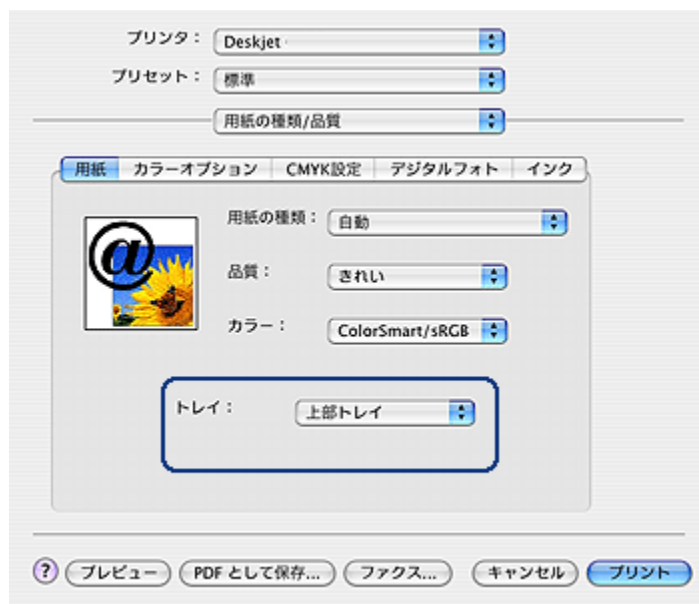 プリンタ： Deskjet
プリセット： 標準
用紙の種類/品質
用紙 カラーオプション CMYK設定 デジタルフォト インク
用紙の種類： 自動
@
品質： きれい
カラー： ColorSmart/sRGB
トレイ： 上部トレイ
? プレビュー PDF として保存... ファクス... キャンセル プリント